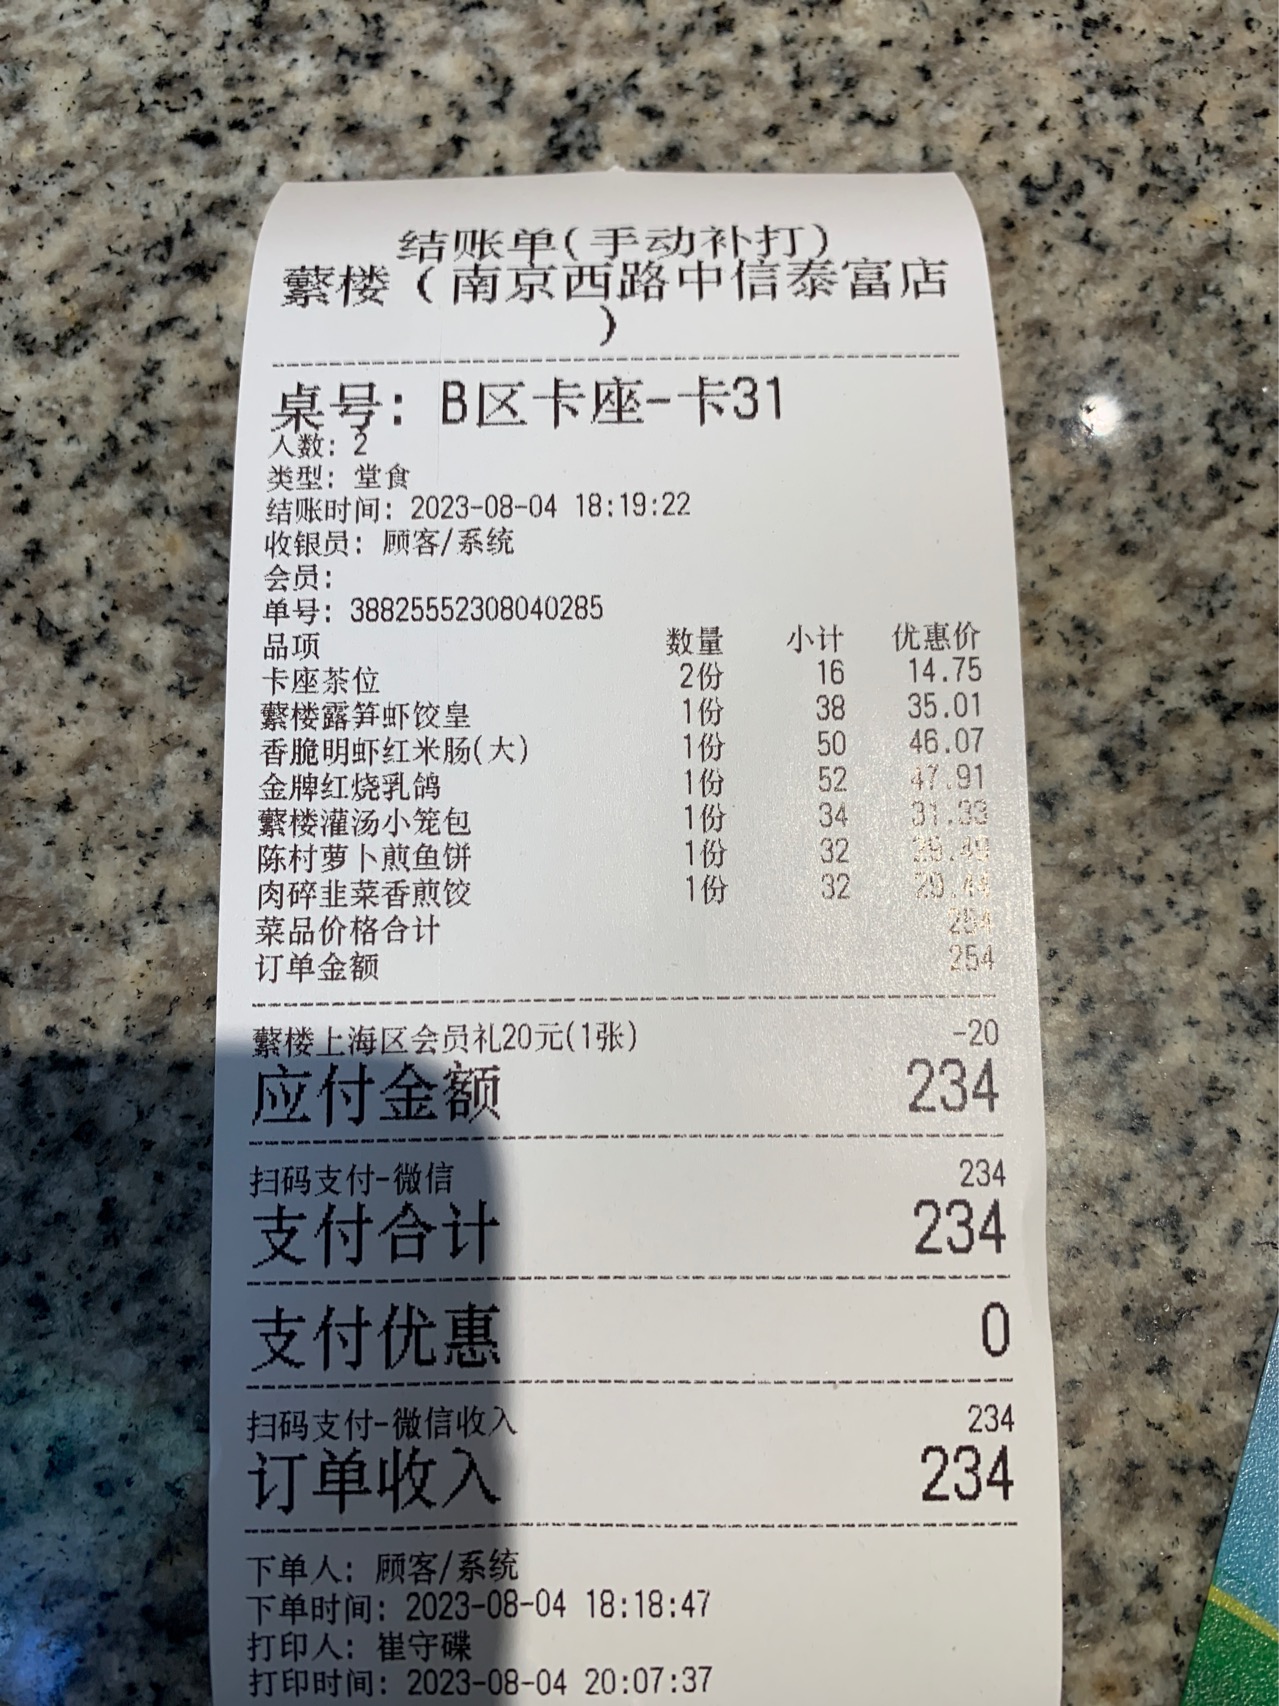 结账单(手动补打)
蘩楼(南京西路中信泰富店
)
桌号: B区卡座-卡31
人数: 2
类型: 堂食
结账时间: 2023-08-04 18:19:22
收银员: 顾客/系统
会员:
单号: 38825552308040285
品项 数量 小计 优惠价
卡座茶位 2份 16 14.75
蘩楼露笋虾饺皇 1份 38 35.01
香脆明虾红米肠(大) 1份 50 46.07
金牌红烧乳鸽 1份 52 47.91
蘩楼灌汤小笼包 1份 34 31.33
陈村萝卜煎鱼饼 1份 32 29.49
肉碎韭菜香煎饺 1份 32 29.44
菜品价格合计 254
订单金额 254
蘩楼上海区会员礼20元(1张) -20
应付金额 234
扫码支付-微信 234
支付合计 234
支付优惠 0
扫码支付-微信收入 234
订单收入 234
下单人: 顾客/系统
下单时间: 2023-08-04 18:18:47
打印人: 崔守碟
打印时间: 2023-08-04 20:07:37